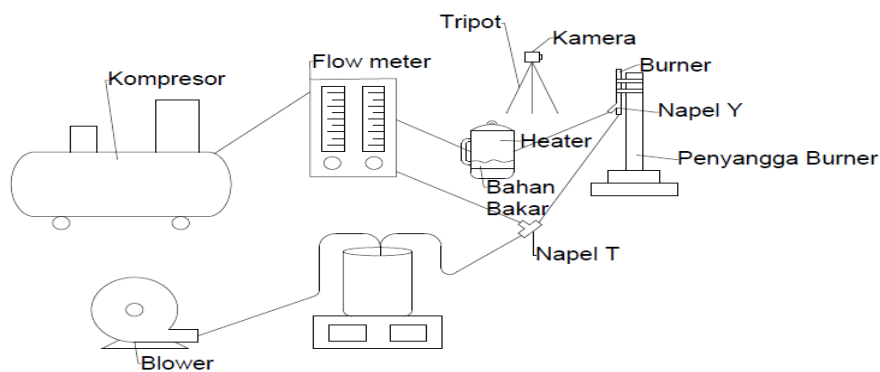 Tripot
Kamera
Flow meter
Burner
Kompresor
Napel Y
Heater
Penyangga Burner
Bahan
Bakar
Napel T
Blower